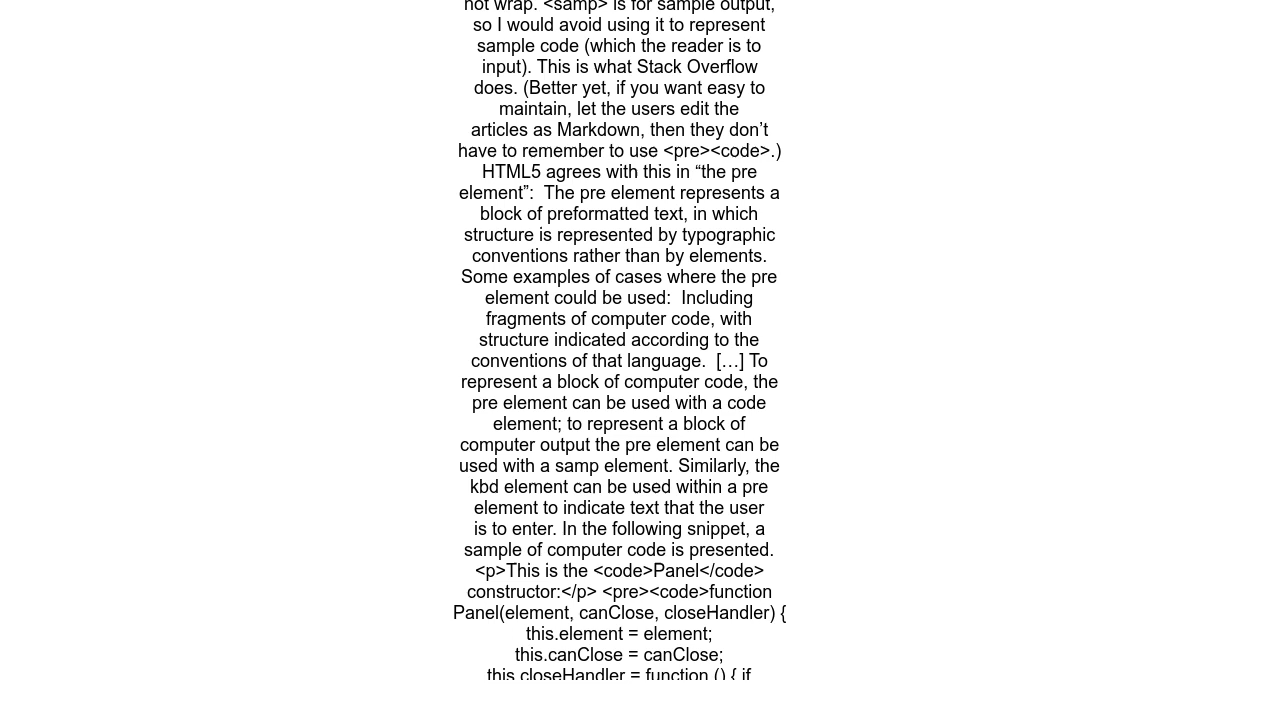 not wrap. <samp> is for sample output,
so I would avoid using it to represent
sample code (which the reader is to
input). This is what Stack Overflow
does. (Better yet, if you want easy to
maintain, let the users edit the
articles as Markdown, then they don’t
have to remember to use <pre><code>.)
HTML5 agrees with this in “the pre
element”:  The pre element represents a
block of preformatted text, in which
structure is represented by typographic
conventions rather than by elements.
Some examples of cases where the pre
element could be used:  Including
fragments of computer code, with
structure indicated according to the
conventions of that language.  […] To
represent a block of computer code, the
pre element can be used with a code
element; to represent a block of
computer output the pre element can be
used with a samp element. Similarly, the
kbd element can be used within a pre
element to indicate text that the user
is to enter. In the following snippet, a
sample of computer code is presented.
<p>This is the <code>Panel</code>
constructor:</p> <pre><code>function
Panel(element, canClose, closeHandler) {
this.element = element;
this.canClose = canClose;
this.closeHandler = function () { if